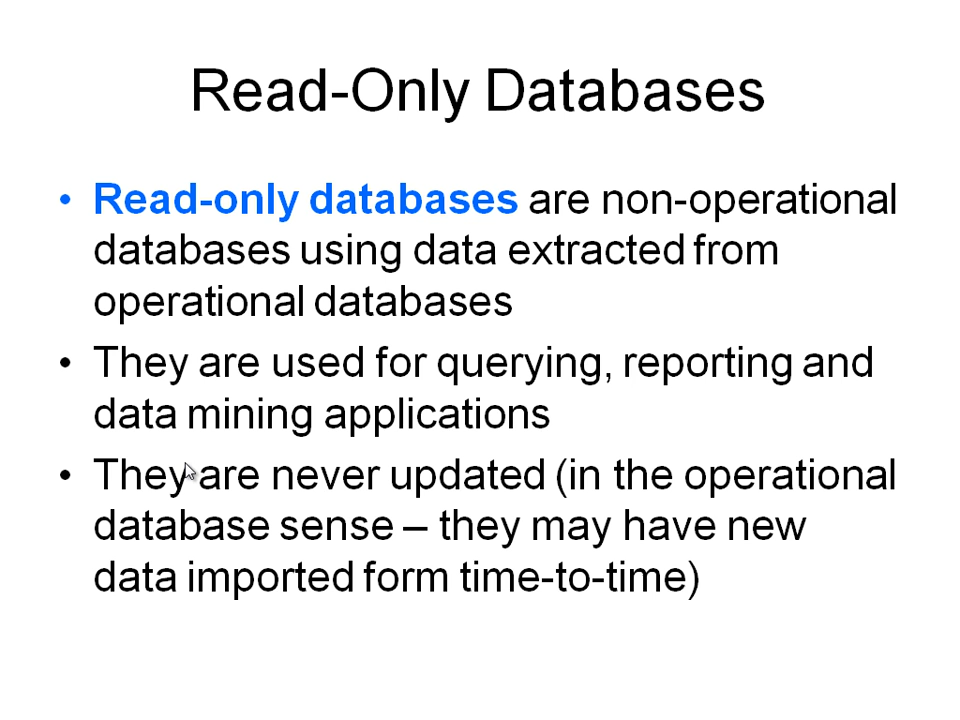 Read-Only Databases
• Read-only databases are non-operational
databases using data extracted from
operational databases
• They are used for querying, reporting and
data mining applications
• They are never updated (in the operational
database sense – they may have new
data imported form time-to-time)